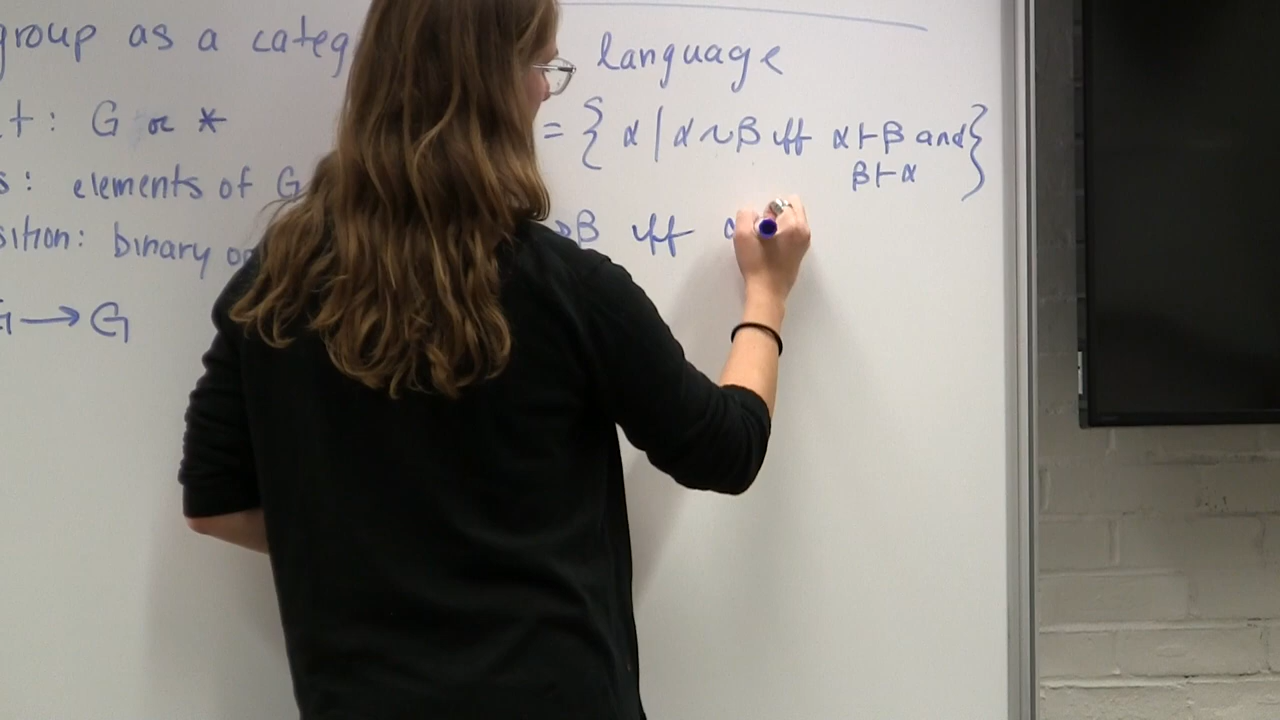 group as a categ
t: G or *
s: elements of G
sition: binary op
G → G
language
= { α | α ~ β iff α ⊢ β and }
β ⊢ α
→ β iff α